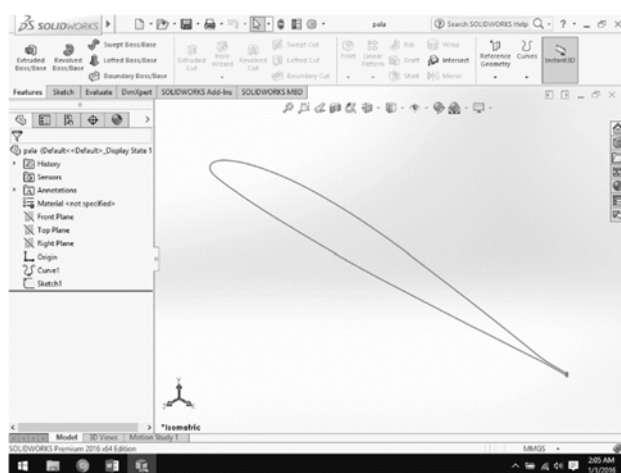 DS SOLIDWORKS
pala
Search SOLIDWORKS Help
Extruded Boss/Base
Revolved Boss/Base
Swept Boss/Base
Lofted Boss/Base
Boundary Boss/Base
Extruded Cut
Hole Wizard
Revolved Cut
Swept Cut
Lofted Cut
Boundary Cut
Fillet
Linear Pattern
Rib
Draft
Shell
Wrap
Intersect
Mirror
Reference Geometry
Curves
Instant3D
Features Sketch Evaluate DimXpert SOLIDWORKS Add-Ins SOLIDWORKS MBD
pala (Default<<Default>_Display State 1
History
Sensors
Annotations
Material <not specified>
Front Plane
Top Plane
Right Plane
Origin
Curve1
Sketch1
*Isometric
Model 3D Views Motion Study 1
SOLIDWORKS Premium 2016 x64 Edition
MMGS
2:05 AM
1/1/2016